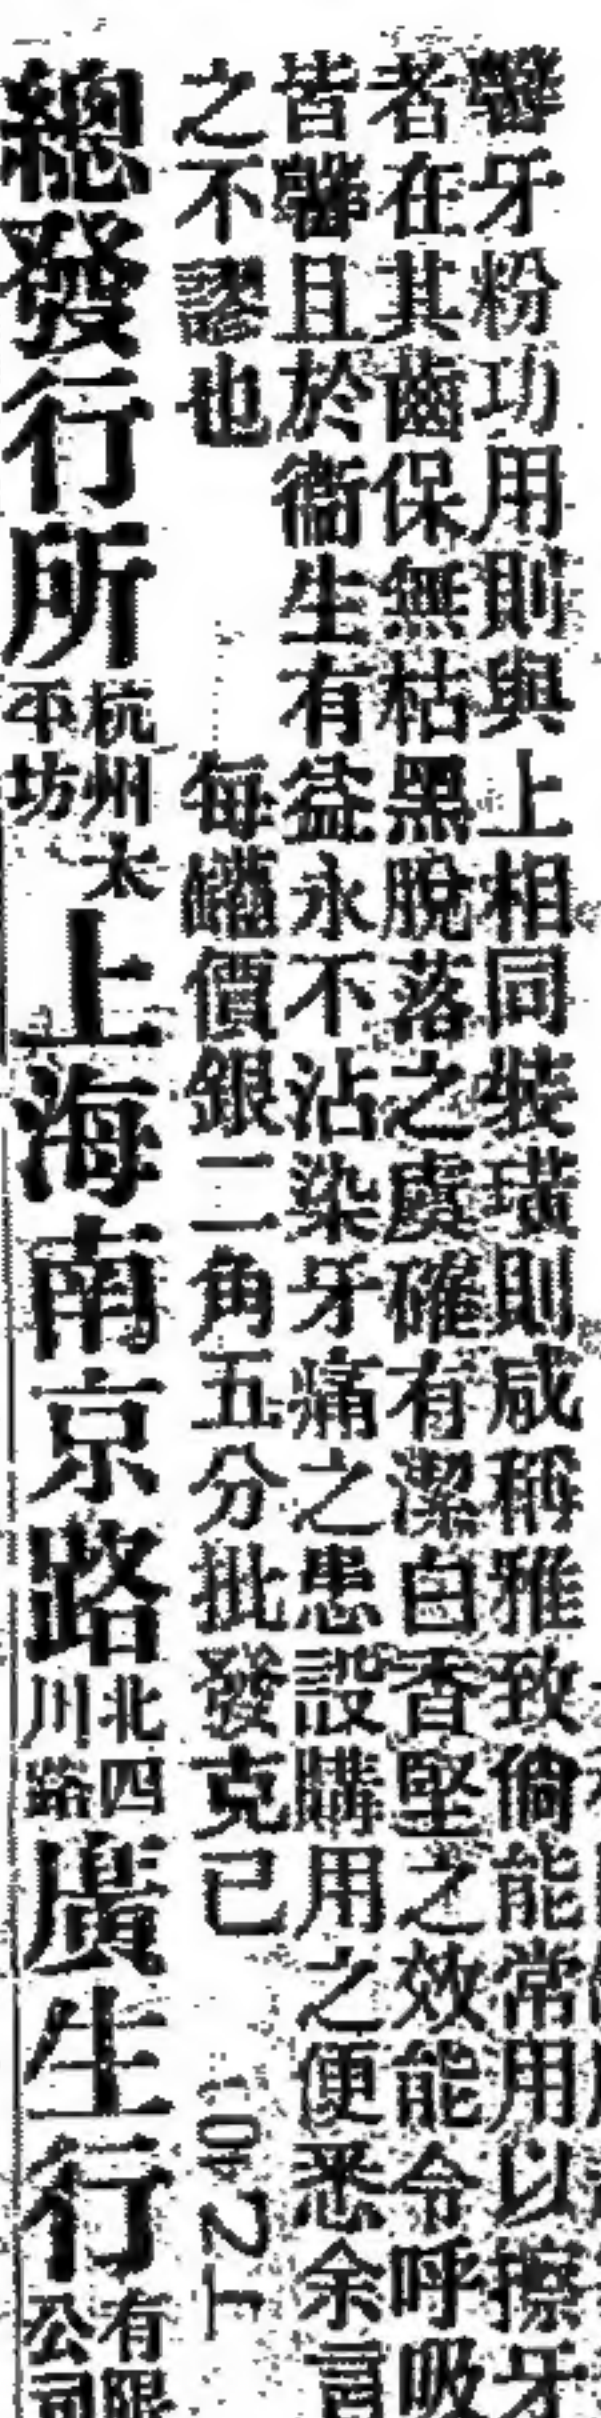 馨牙粉功用則與上相同裝璜則咸稱雅致倘能常用以擦牙
者在其齒保無枯黑脫落之虞確有潔白香堅之效能令呼吸
皆馨且於衞生有益永不沾染牙痛之患設購用之便悉余言
之不謬也 每罐價銀二角五分批發克已
總發行所杭州太平坊上海南京路北四川路廣生行有限公司